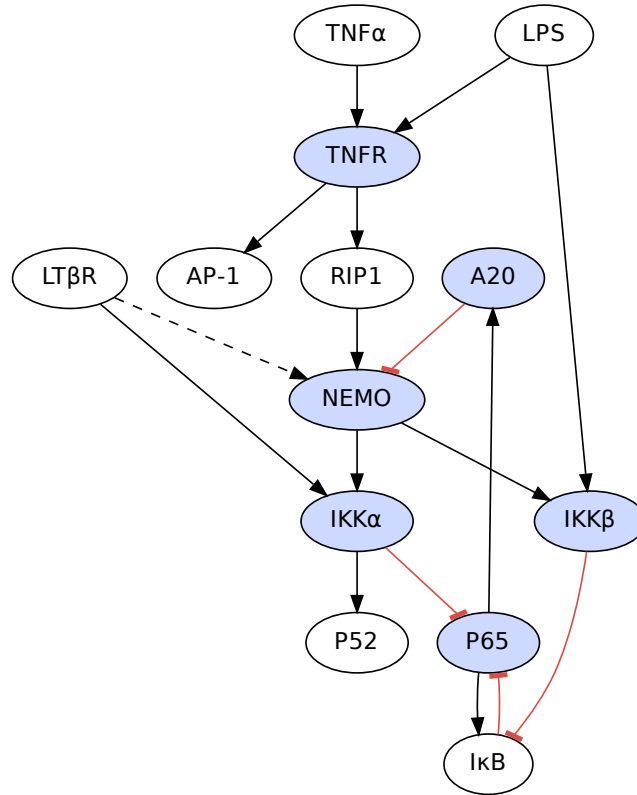 TNFα
LPS
TNFR
LTβR
AP-1
RIP1
A20
NEMO
IKKα
IKKβ
P52
P65
IκB